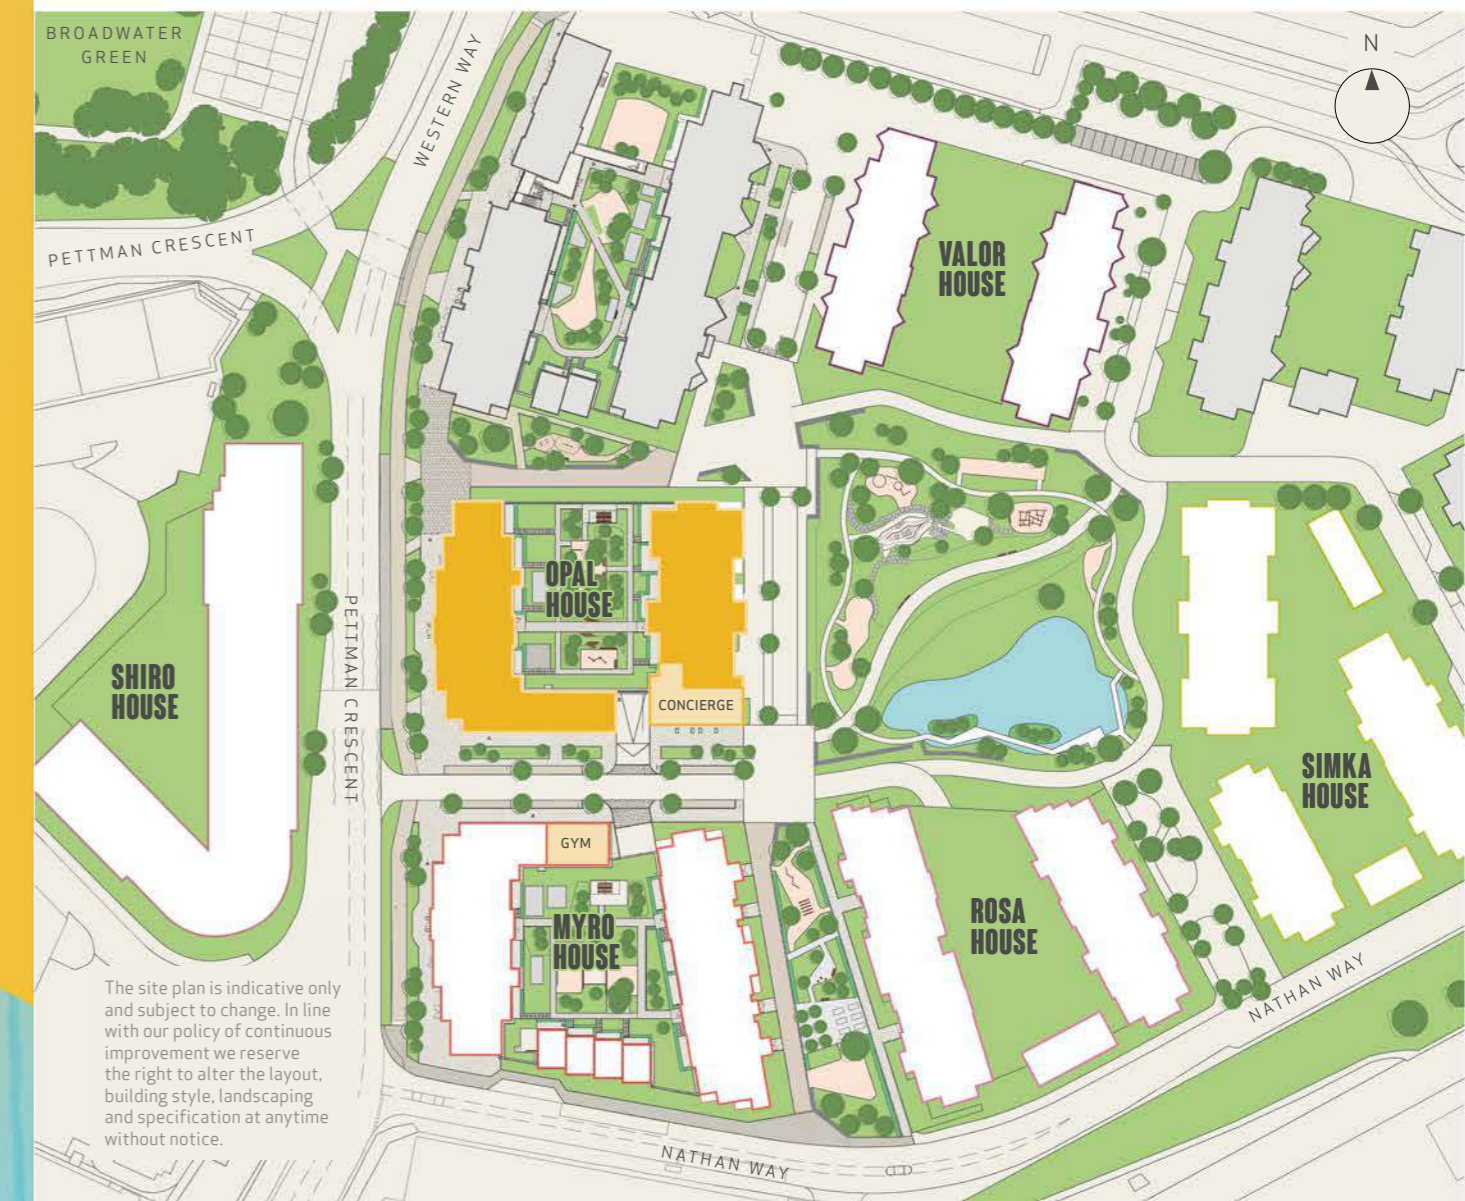 BROADWATER
GREEN
WESTERN WAY
N
PETTMAN CRESCENT
VALOR
HOUSE
OPAL
HOUSE
PETTMAN CRESCENT
SHIRO
HOUSE
CONCIERGE
SIMKA
HOUSE
GYM
MYRO
HOUSE
ROSA
HOUSE
NATHAN WAY
The site plan is indicative only
and subject to change. In line
with our policy of continuous
improvement we reserve
the right to alter the layout,
building style, landscaping
and specification at anytime
without notice.
NATHAN WAY